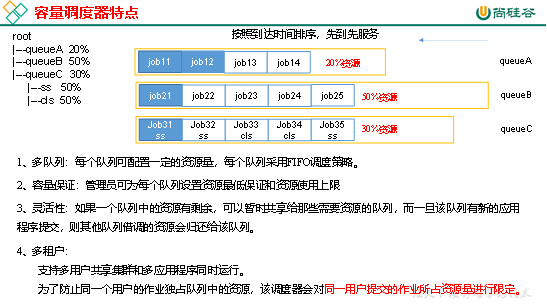 容量调度器特点
尚硅谷
root
|---queueA 20%
|---queueB 50%
|---queueC 30%
|---ss 50%
|---cls 50%
按照到达时间排序，先到先服务
job11 job12 job13 job14 20%资源 queueA
job21 job22 job23 job24 job25 50%资源 queueB
Job31 Job32 Job33 Job34 Job35 30%资源 queueC
ss ss cls cls ss
1、多队列：每个队列可配置一定的资源量，每个队列采用FIFO调度策略。
2、容量保证：管理员可为每个队列设置资源最低保证和资源使用上限
3、灵活性：如果一个队列中的资源有剩余，可以暂时共享给那些需要资源的队列，而一旦该队列有新的应用
程序提交，则其他队列借调的资源会归还给该队列。
4、多租户：
支持多用户共享集群和多应用程序同时运行。
为了防止同一个用户的作业独占队列中的资源，该调度器会对同一用户提交的作业所占资源量进行限定。